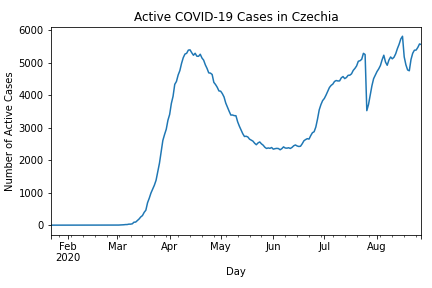 Active COVID-19 Cases in Czechia
Number of Active Cases
6000
5000
4000
3000
2000
1000
0
Feb Mar Apr May Jun Jul Aug
2020
Day